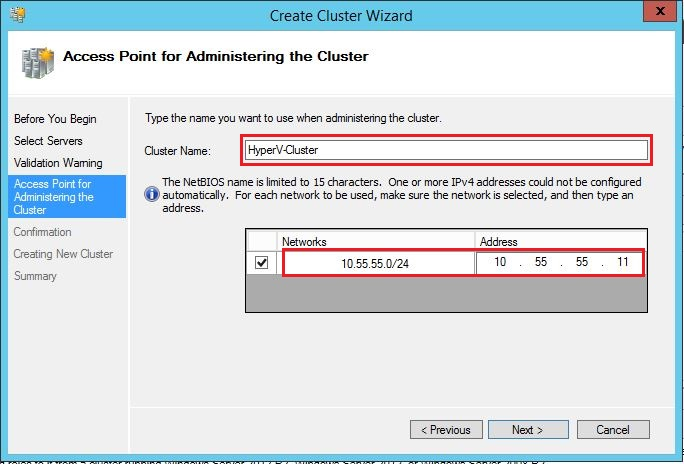 Create Cluster Wizard
x
Access Point for Administering the Cluster
Before You Begin
Select Servers
Validation Warning
Access Point for
Administering the
Cluster
Confirmation
Creating New Cluster
Summary
Type the name you want to use when administering the cluster.
Cluster Name:
HyperV-Cluster
The NetBIOS name is limited to 15 characters. One or more IPv4 addresses could not be configured
automatically. For each network to be used, make sure the network is selected, and then type an
address.
Networks Address
10.55.55.0/24 10 . 55 . 55 . 11
< Previous Next > Cancel